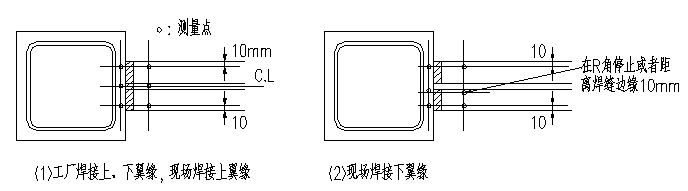 ：测量点
10mm
C.L
10
(1)工厂焊接上、下翼缘，现场焊接上翼缘
10
在R角停止或者距
离焊缝边缘10mm
10
(2)现场焊接下翼缘